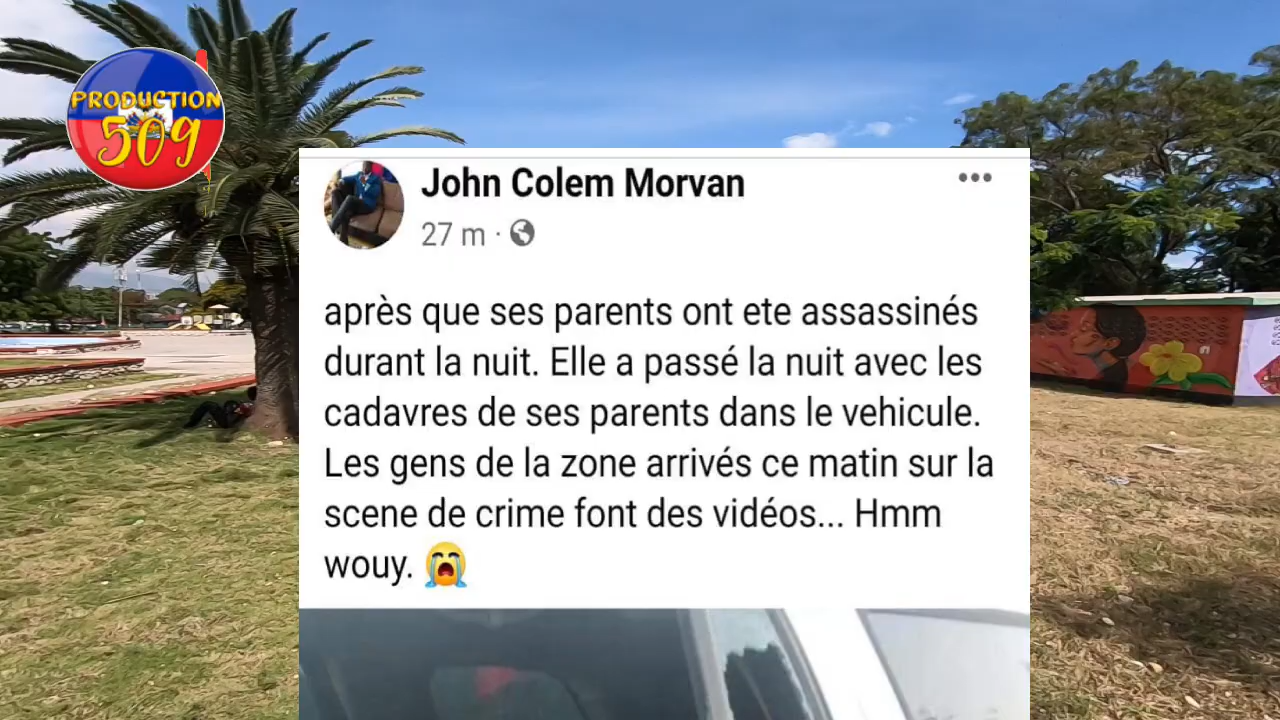 PRODUCTION
509
John Colem Morvan
27 m ·
après que ses parents ont ete assassinés
durant la nuit. Elle a passé la nuit avec les
cadavres de ses parents dans le vehicule.
Les gens de la zone arrivés ce matin sur la
scene de crime font des vidéos... Hmm
wouy. 😭